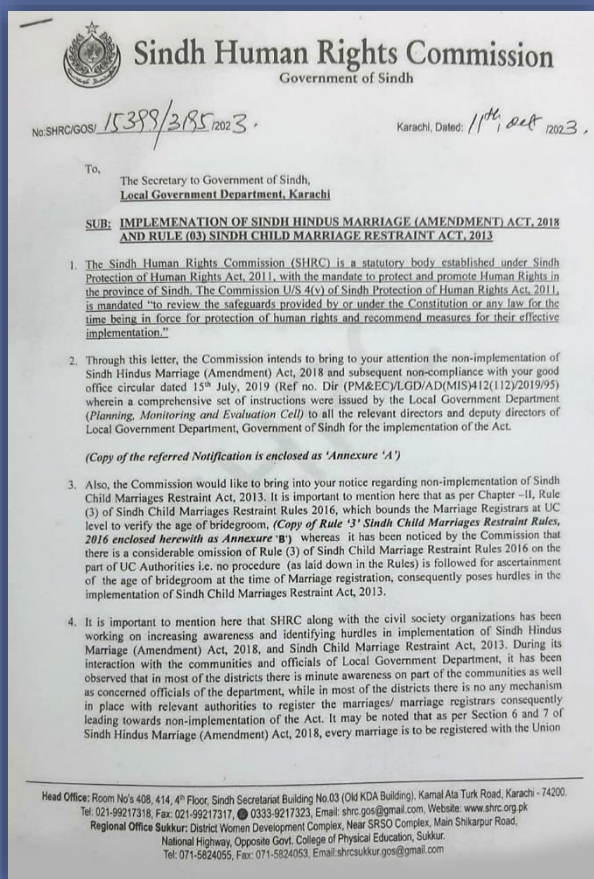 Sindh Human Rights Commission
Government of Sindh
No:SHRC/GOS/ 15399/3195 /2023.
Karachi, Dated: 11th, Oct /2023.
To,
The Secretary to Government of Sindh,
Local Government Department, Karachi
SUB: IMPLEMENATION OF SINDH HINDUS MARRIAGE (AMENDMENT) ACT, 2018
AND RULE (03) SINDH CHILD MARRIAGE RESTRAINT ACT, 2013
1. The Sindh Human Rights Commission (SHRC) is a statutory body established under Sindh
Protection of Human Rights Act, 2011, with the mandate to protect and promote Human Rights in
the province of Sindh. The Commission U/S 4(v) of Sindh Protection of Human Rights Act, 2011,
is mandated "to review the safeguards provided by or under the Constitution or any law for the
time being in force for protection of human rights and recommend measures for their effective
implementation."
2. Through this letter, the Commission intends to bring to your attention the non-implementation of
Sindh Hindus Marriage (Amendment) Act, 2018 and subsequent non-compliance with your good
office circular dated 15th July, 2019 (Ref no. Dir (PM&EC)/LGD/AD(MIS)412(112)/2019/95)
wherein a comprehensive set of instructions were issued by the Local Government Department
(Planning, Monitoring and Evaluation Cell) to all the relevant directors and deputy directors of
Local Government Department, Government of Sindh for the implementation of the Act.
(Copy of the referred Notification is enclosed as 'Annexure 'A')
3. Also, the Commission would like to bring into your notice regarding non-implementation of Sindh
Child Marriages Restraint Act, 2013. It is important to mention here that as per Chapter –II, Rule
(3) of Sindh Child Marriages Restraint Rules 2016, which bounds the Marriage Registrars at UC
level to verify the age of bridegroom, (Copy of Rule '3' Sindh Child Marriages Restraint Rules,
2016 enclosed herewith as Annexure 'B') whereas it has been noticed by the Commission that
there is a considerable omission of Rule (3) of Sindh Child Marriage Restraint Rules 2016 on the
part of UC Authorities i.e. no procedure (as laid down in the Rules) is followed for ascertainment
of the age of bridegroom at the time of Marriage registration, consequently poses hurdles in the
implementation of Sindh Child Marriages Restraint Act, 2013.
4. It is important to mention here that SHRC along with the civil society organizations has been
working on increasing awareness and identifying hurdles in implementation of Sindh Hindus
Marriage (Amendment) Act, 2018, and Sindh Child Marriage Restraint Act, 2013. During its
interaction with the communities and officials of Local Government Department, it has been
observed that in most of the districts there is minute awareness on part of the communities as well
as concerned officials of the department, while in most of the districts there is no any mechanism
in place with relevant authorities to register the marriages/ marriage registrars consequently
leading towards non-implementation of the Act. It may be noted that as per Section 6 and 7 of
Sindh Hindus Marriage (Amendment) Act, 2018, every marriage is to be registered with the Union
Head Office: Room No's 408, 414, 4th Floor, Sindh Secretariat Building No.03 (Old KDA Building), Kamal Ata Turk Road, Karachi - 74200.
Tel: 021-99217318, Fax: 021-99217317, 0333-9217323, Email: shrc.gos@gmail.com, Website: www.shrc.org.pk
Regional Office Sukkur: District Women Development Complex, Near SRSO Complex, Main Shikarpur Road,
National Highway, Opposite Govt. College of Physical Education, Sukkur.
Tel: 071-5824055, Fax: 071-5824053, Email:shrcsukkur.gos@gmail.com